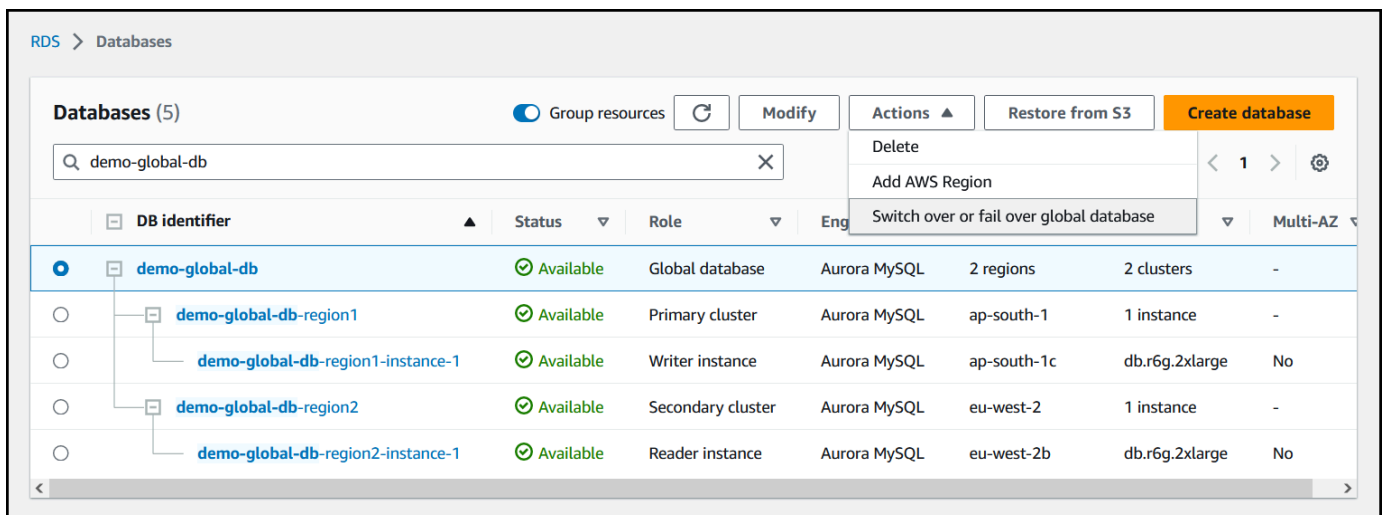 RDS > Databases
Databases (5)
Group resources
Modify
Actions
Restore from S3
Create database
demo-global-db
Delete
Add AWS Region
Switch over or fail over global database
1
DB identifier Status Role Eng Multi-AZ
demo-global-db Available Global database Aurora MySQL 2 regions 2 clusters -
demo-global-db-region1 Available Primary cluster Aurora MySQL ap-south-1 1 instance -
demo-global-db-region1-instance-1 Available Writer instance Aurora MySQL ap-south-1c db.r6g.2xlarge No
demo-global-db-region2 Available Secondary cluster Aurora MySQL eu-west-2 1 instance -
demo-global-db-region2-instance-1 Available Reader instance Aurora MySQL eu-west-2b db.r6g.2xlarge No